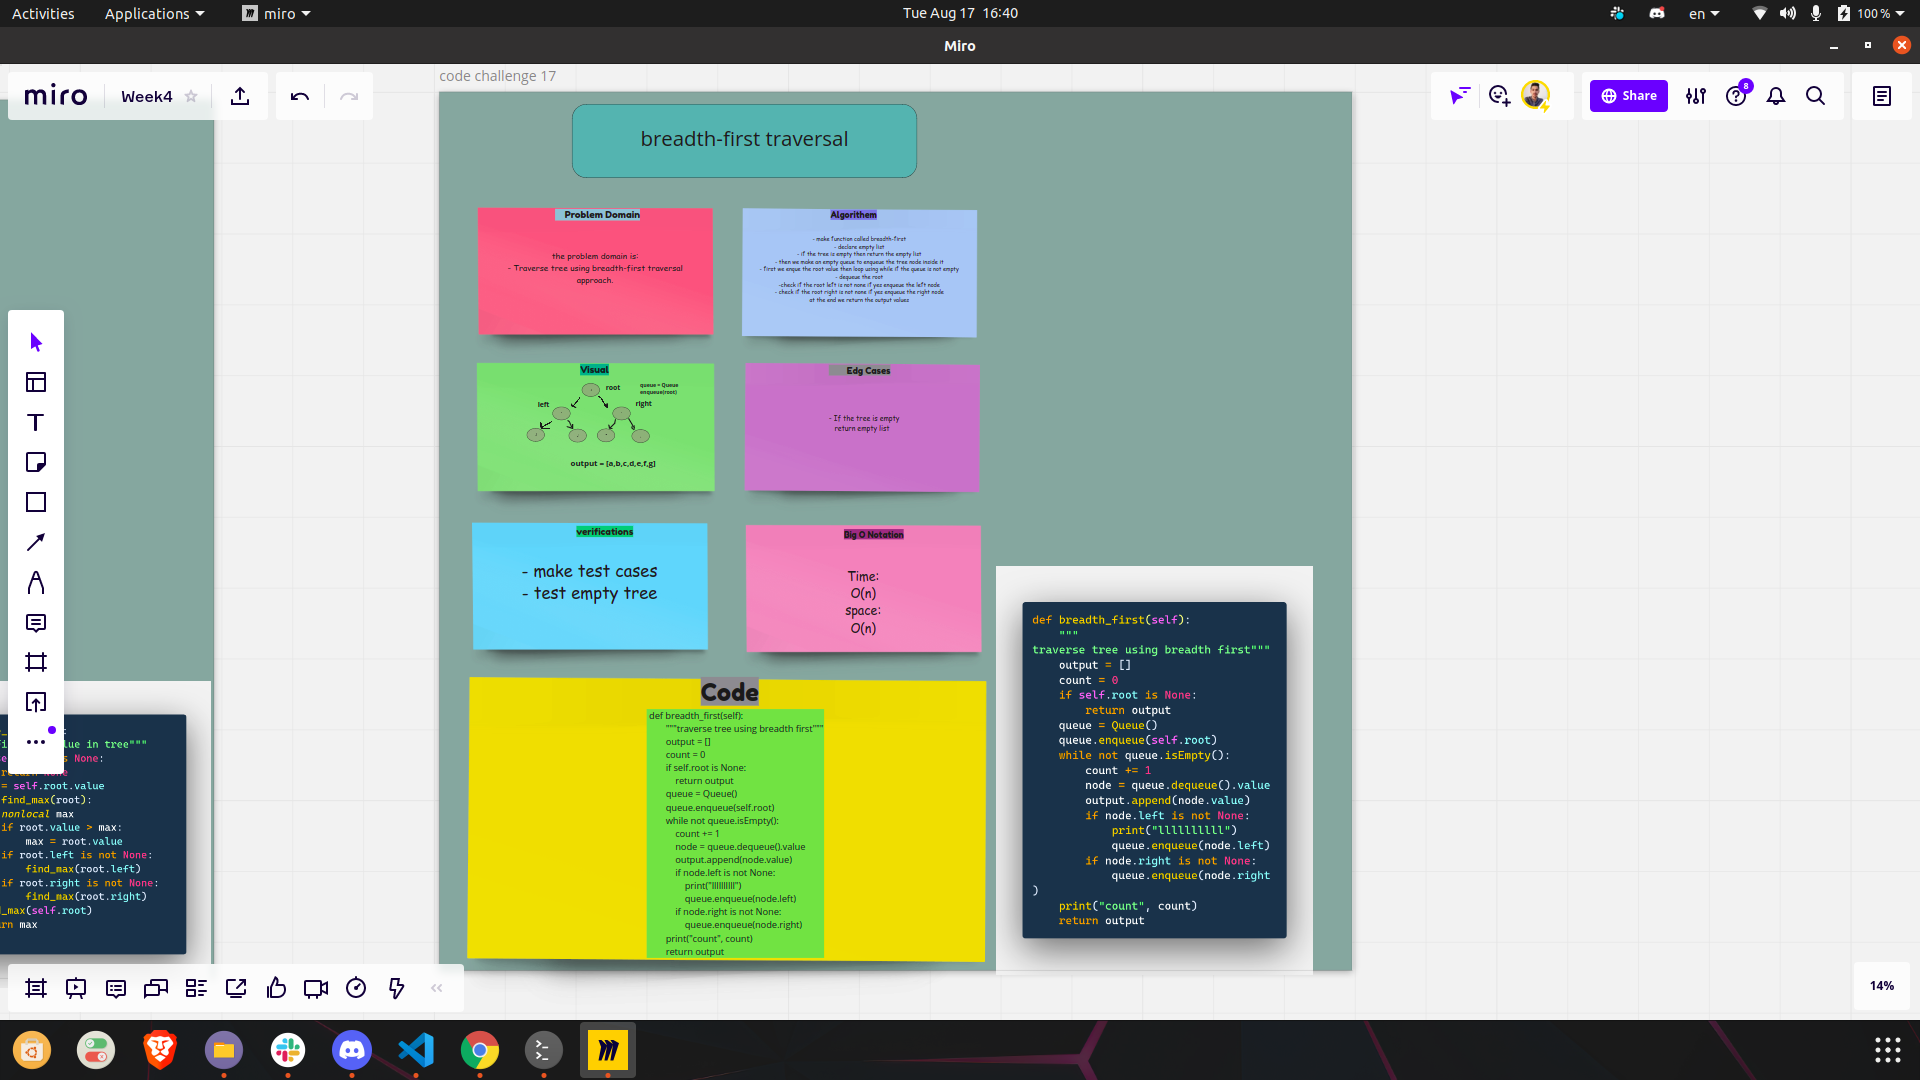 Activities
Applications
miro
Tue Aug 17 16:40
en
100 %
Miro
miro
Week4
Share
8
code challenge 17
breadth-first traversal
Problem Domain
the problem domain is:
- Traverse tree using breadth-first traversal
approach.
Algorithem
- make function called breadth-first
- declare empty list
- if the tree is empty then return the empty list
- then we make an empty queue to enqueue the tree node inside it
- first we enque the root value then loop using while if the queue is not empty
- dequeue the root
-check if the root left is not none if yes enqueue the left node
- check if the root right is not none if yes enqueue the right node
at the end we return the output values
Visual
root
queue = Queue
enqueue(root)
left
right
output = [a,b,c,d,e,f,g]
Edg Cases
- If the tree is empty
return empty list
verifications
- make test cases
- test empty tree
Big O Notation
Time:
O(n)
space:
O(n)
Code
def breadth_first(self):
"""traverse tree using breadth first"""
output = []
count = 0
if self.root is None:
return output
queue = Queue()
queue.enqueue(self.root)
while not queue.isEmpty():
count += 1
node = queue.dequeue().value
output.append(node.value)
if node.left is not None:
print("llllllllll")
queue.enqueue(node.left)
if node.right is not None:
queue.enqueue(node.right)
print("count", count)
return output
def breadth_first(self):
"""
traverse tree using breadth first"""
output = []
count = 0
if self.root is None:
return output
queue = Queue()
queue.enqueue(self.root)
while not queue.isEmpty():
count += 1
node = queue.dequeue().value
output.append(node.value)
if node.left is not None:
print("llllllllll")
queue.enqueue(node.left)
if node.right is not None:
queue.enqueue(node.right
)
print("count", count)
return output
lue in tree"""
s None:
= self.root.value
find_max(root):
nonlocal max
if root.value > max:
max = root.value
if root.left is not None:
find_max(root.left)
if root.right is not None:
find_max(root.right)
_max(self.root)
rn max
14%